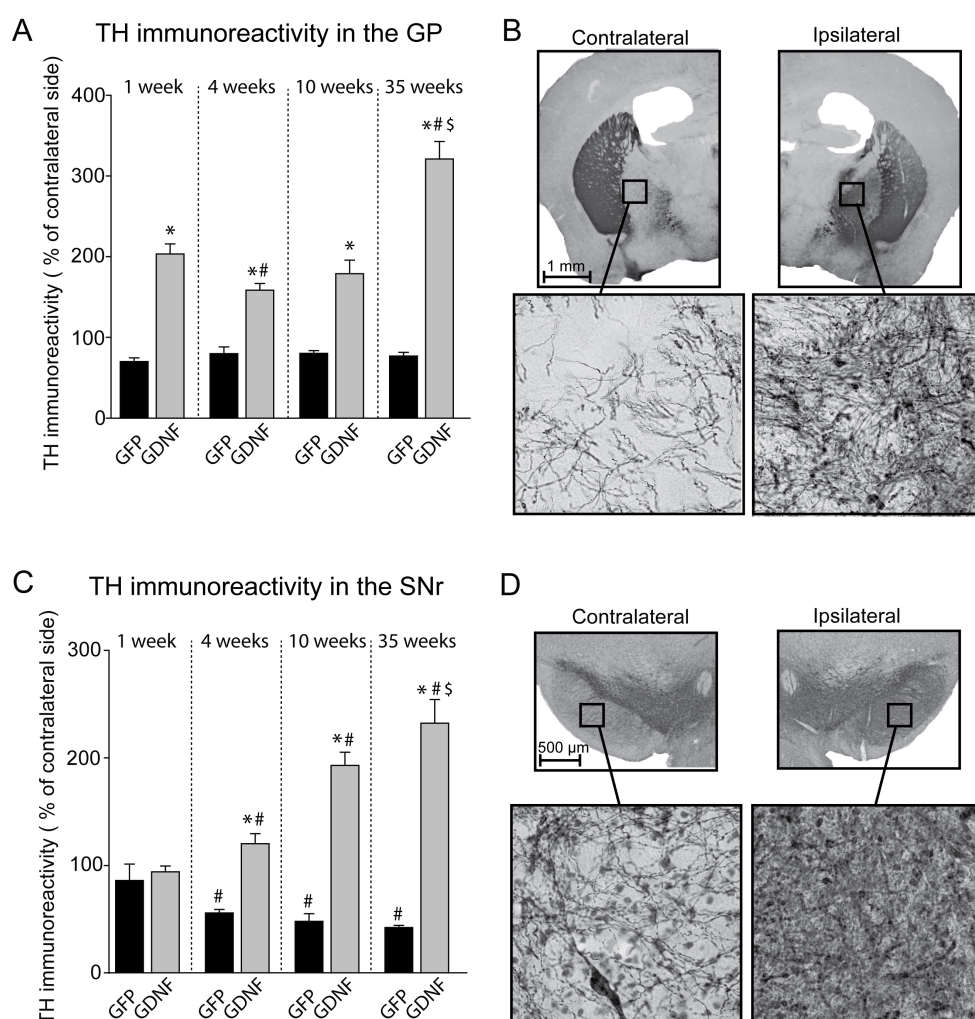 A
TH immunoreactivity in the GP
TH immunoreactivity ( % of contralateral side)
1 week
4 weeks
10 weeks
35 weeks
400
300
200
100
0
*
*#
*
*# $
GFP
GDNF
GFP
GDNF
GFP
GDNF
GFP
GDNF
B
Contralateral
Ipsilateral
1 mm
C
TH immunoreactivity in the SNr
TH immunoreactivity ( % of contralateral side)
1 week
4 weeks
10 weeks
35 weeks
300
200
100
0
#
*#
#
*#
#
*# $
GFP
GDNF
GFP
GDNF
GFP
GDNF
GFP
GDNF
D
Contralateral
Ipsilateral
500 µm